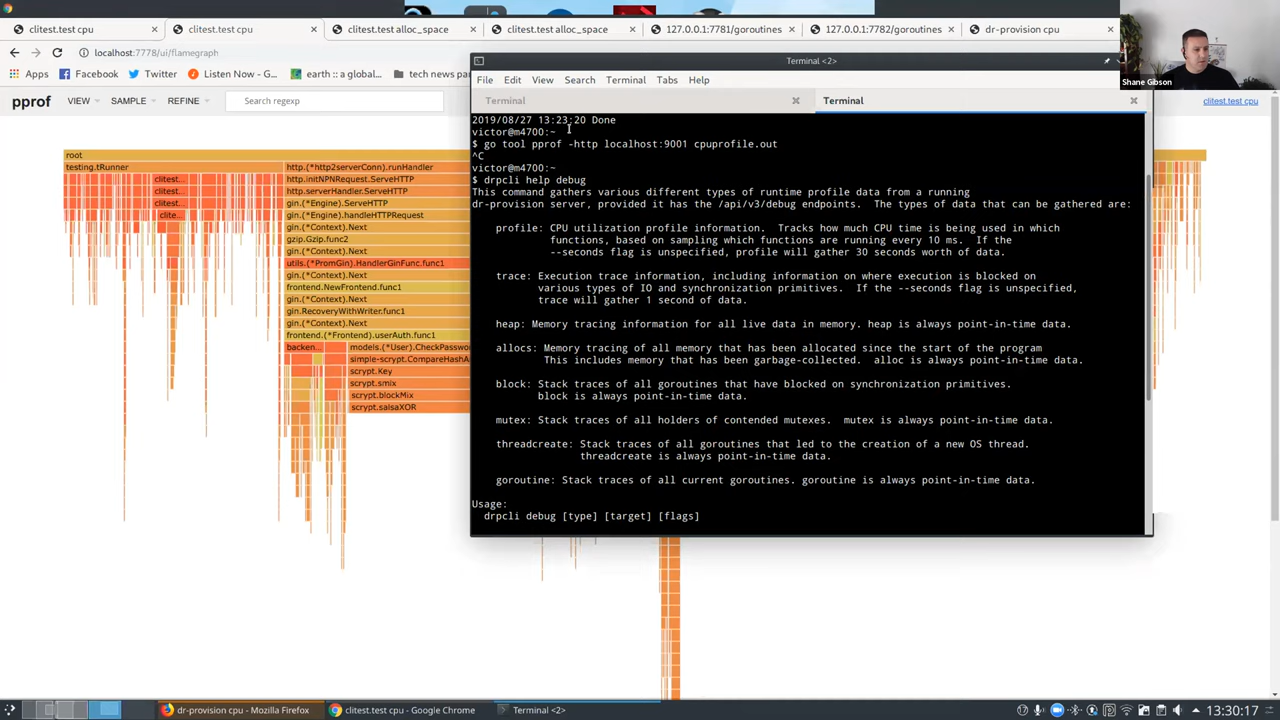 clitest.test cpu
clitest.test cpu
clitest.test alloc_space
clitest.test alloc_space
127.0.0.1:7781/goroutines
127.0.0.1:7782/goroutines
dr-provision cpu
localhost:7778/ui/flamegraph
Apps
Facebook
Twitter
Listen Now - G...
earth :: a global...
tech news pa
pprof
VIEW
SAMPLE
REFINE
Search regexp
clitest.test cpu
Shane Gibson
Terminal <2>
File Edit View Search Terminal Tabs Help
Terminal
Terminal
2019/08/27 13:23:20 Done
victor@m4700:~
$ go tool pprof -http localhost:9001 cpuprofile.out
^C
victor@m4700:~
$ drpcli help debug
This command gathers various different types of runtime profile data from a running
dr-provision server, provided it has the /api/v3/debug endpoints. The types of data that can be gathered are:
profile: CPU utilization profile information. Tracks how much CPU time is being used in which
functions, based on sampling which functions are running every 10 ms. If the
--seconds flag is unspecified, profile will gather 30 seconds worth of data.
trace: Execution trace information, including information on where execution is blocked on
various types of IO and synchronization primitives. If the --seconds flag is unspecified,
trace will gather 1 second of data.
heap: Memory tracing information for all live data in memory. heap is always point-in-time data.
allocs: Memory tracing of all memory that has been allocated since the start of the program
This includes memory that has been garbage-collected. alloc is always point-in-time data.
block: Stack traces of all goroutines that have blocked on synchronization primitives.
block is always point-in-time data.
mutex: Stack traces of all holders of contended mutexes. mutex is always point-in-time data.
threadcreate: Stack traces of all goroutines that led to the creation of a new OS thread.
threadcreate is always point-in-time data.
goroutine: Stack traces of all current goroutines. goroutine is always point-in-time data.
Usage:
drpcli debug [type] [target] [flags]
root
testing.tRunner
http.(*http2serverConn).runHandler
clitest...
http.initNPNRequest.ServeHTTP
clitest...
http.serverHandler.ServeHTTP
clitest...
gin.(*Engine).ServeHTTP
clite...
gin.(*Engine).handleHTTPRequest
gin.(*Context).Next
gzip.Gzip.func2
gin.(*Context).Next
utils.(*PromGin).HandlerGinFunc.func1
gin.(*Context).Next
frontend.NewFrontend.func1
gin.(*Context).Next
gin.RecoveryWithWriter.func1
gin.(*Context).Next
frontend.(*Frontend).userAuth.func1
backen...
models.(*User).CheckPasswo
simple-scrypt.CompareHashA
scrypt.Key
scrypt.smix
scrypt.blockMix
scrypt.salsaXOR
dr-provision cpu - Mozilla Firefox
clitest.test cpu - Google Chrome
Terminal <2>
13:30:17